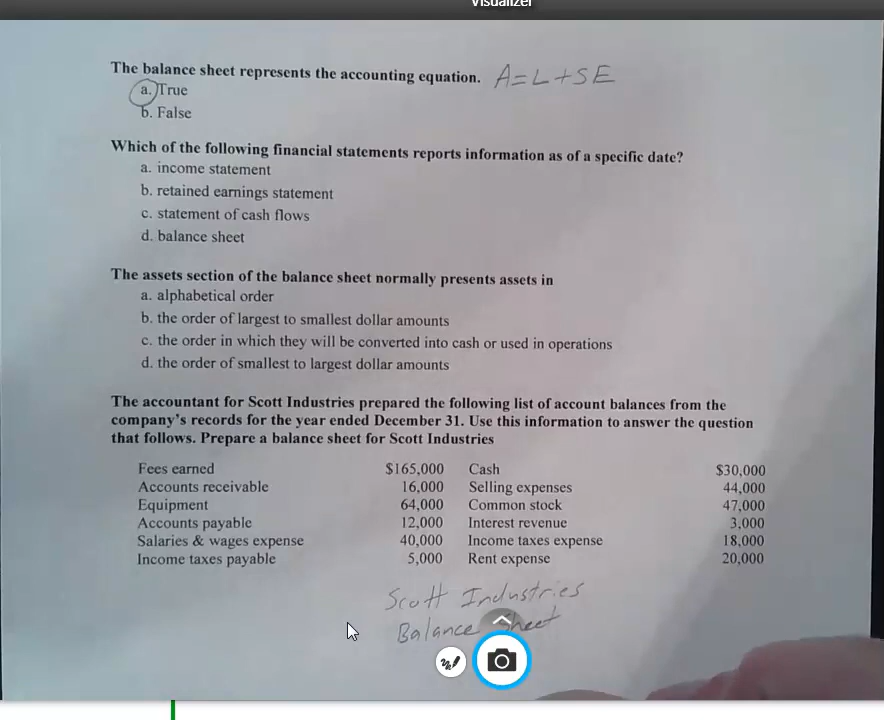 Visualizer
The balance sheet represents the accounting equation. A=L+SE
a. True
b. False
Which of the following financial statements reports information as of a specific date?
a. income statement
b. retained earnings statement
c. statement of cash flows
d. balance sheet
The assets section of the balance sheet normally presents assets in
a. alphabetical order
b. the order of largest to smallest dollar amounts
c. the order in which they will be converted into cash or used in operations
d. the order of smallest to largest dollar amounts
The accountant for Scott Industries prepared the following list of account balances from the
company's records for the year ended December 31. Use this information to answer the question
that follows. Prepare a balance sheet for Scott Industries
Fees earned $165,000 Cash $30,000
Accounts receivable 16,000 Selling expenses 44,000
Equipment 64,000 Common stock 47,000
Accounts payable 12,000 Interest revenue 3,000
Salaries & wages expense 40,000 Income taxes expense 18,000
Income taxes payable 5,000 Rent expense 20,000
Scott Industries
Balance Sheet